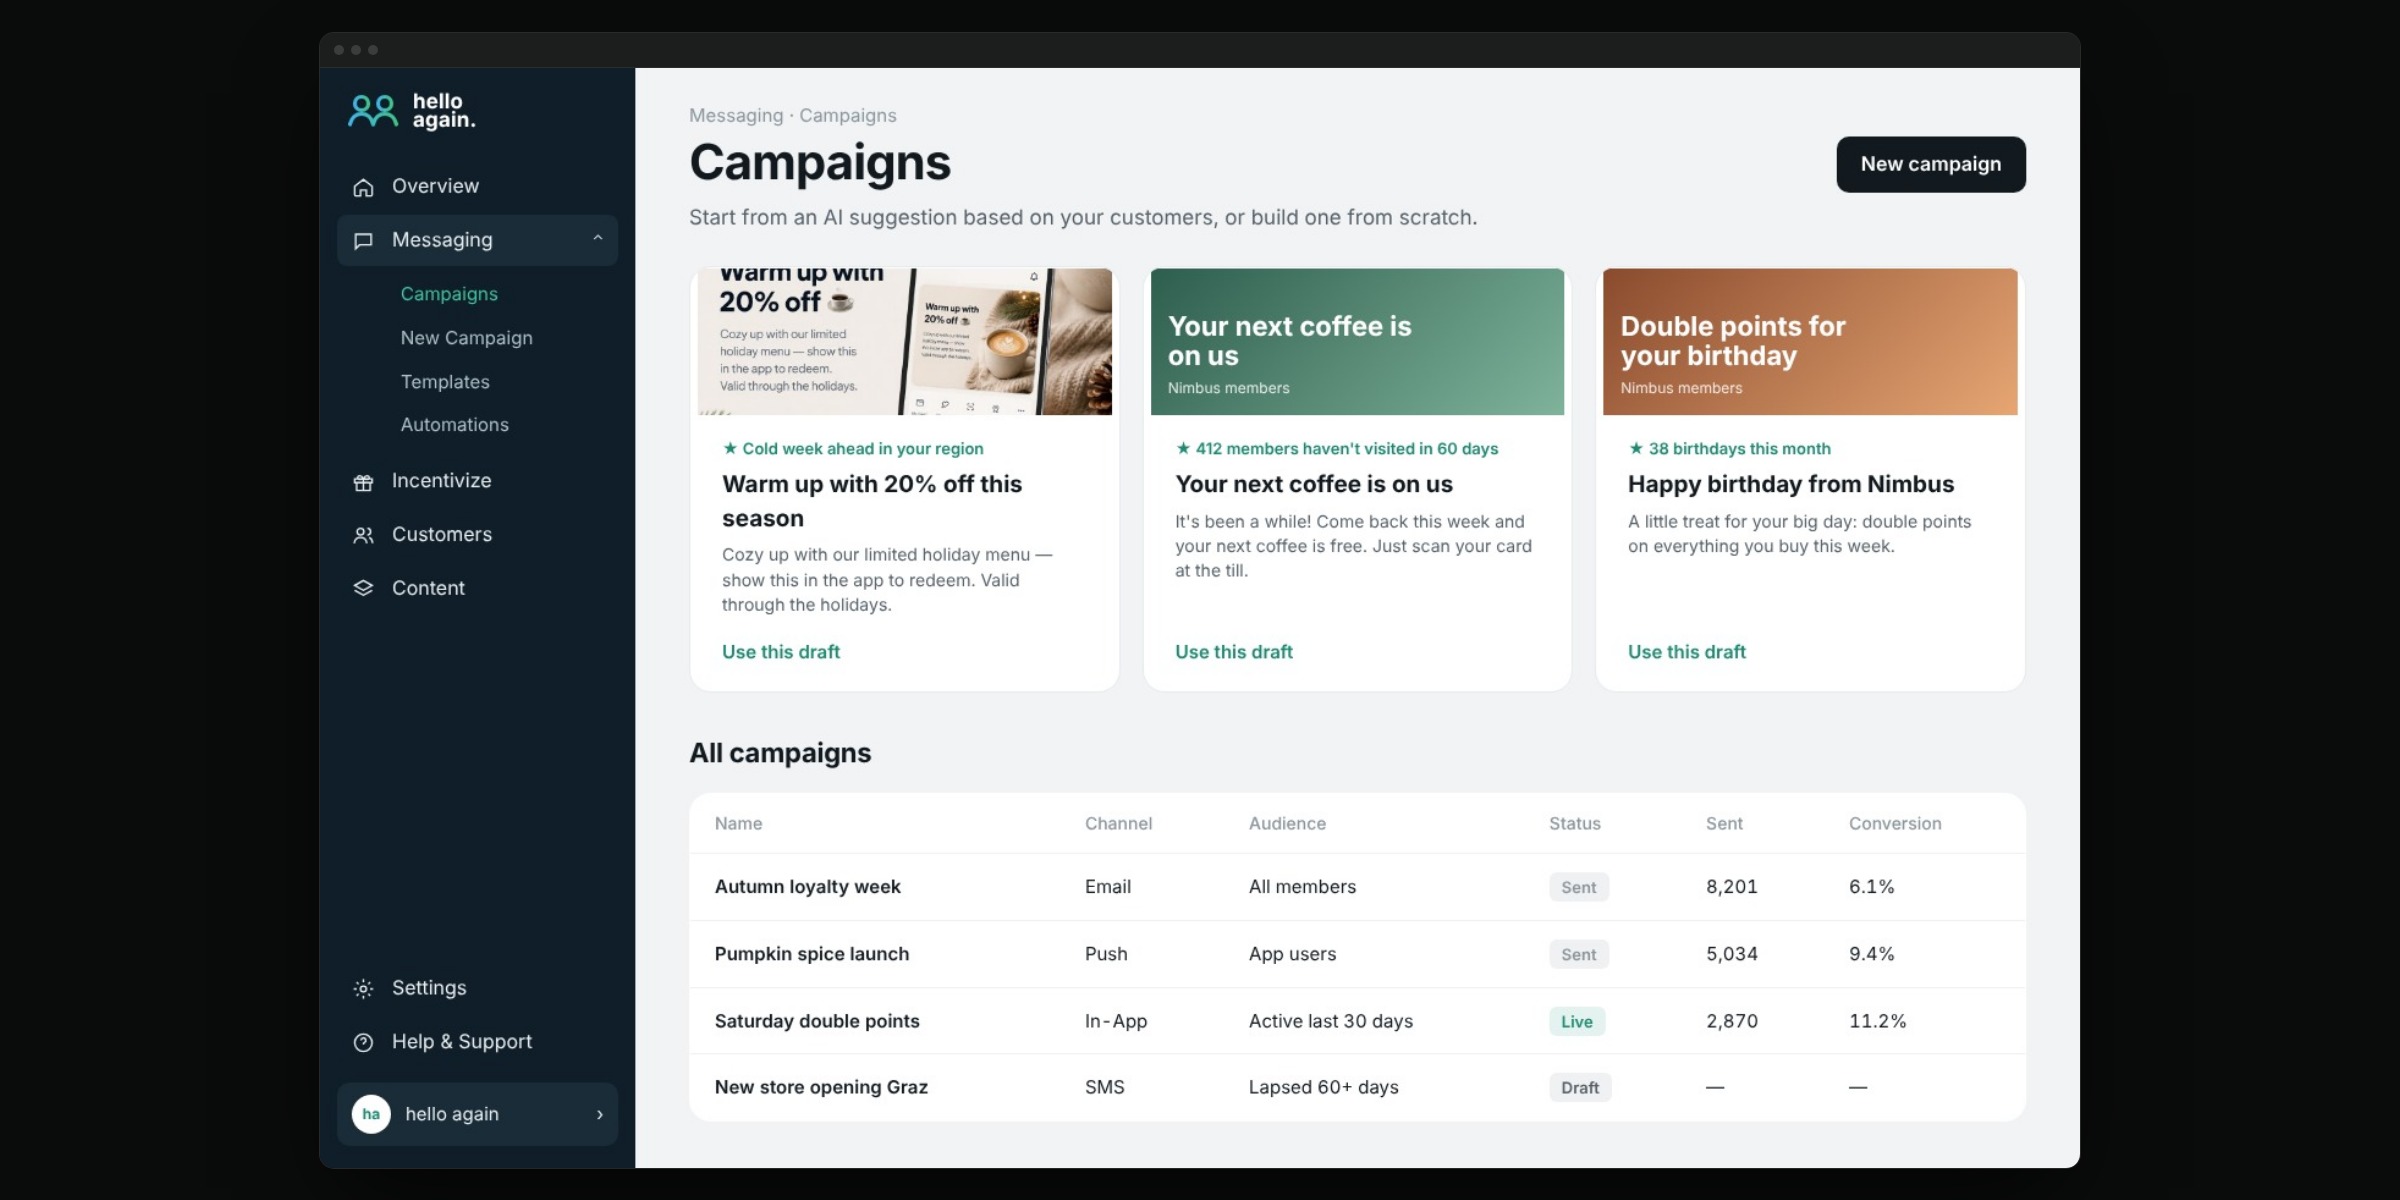 hello
again.
Overview
Messaging
Campaigns
New Campaign
Templates
Automations
Incentivize
Customers
Content
Settings
Help & Support
ha
hello again
Messaging · Campaigns
Campaigns
New campaign
Start from an AI suggestion based on your customers, or build one from scratch.
Warm up with
20% off ☕
Cozy up with our limited
holiday menu — show this
in the app to redeem.
Valid through the holidays.
Warm up with
20% off ☕
★ Cold week ahead in your region
Warm up with 20% off this
season
Cozy up with our limited holiday menu —
show this in the app to redeem. Valid
through the holidays.
Use this draft
Your next coffee is
on us
Nimbus members
★ 412 members haven't visited in 60 days
Your next coffee is on us
It's been a while! Come back this week and
your next coffee is free. Just scan your card
at the till.
Use this draft
Double points for
your birthday
Nimbus members
★ 38 birthdays this month
Happy birthday from Nimbus
A little treat for your big day: double points
on everything you buy this week.
Use this draft
All campaigns
Name Channel Audience Status Sent Conversion
Autumn loyalty week Email All members Sent 8,201 6.1%
Pumpkin spice launch Push App users Sent 5,034 9.4%
Saturday double points In-App Active last 30 days Live 2,870 11.2%
New store opening Graz SMS Lapsed 60+ days Draft — —